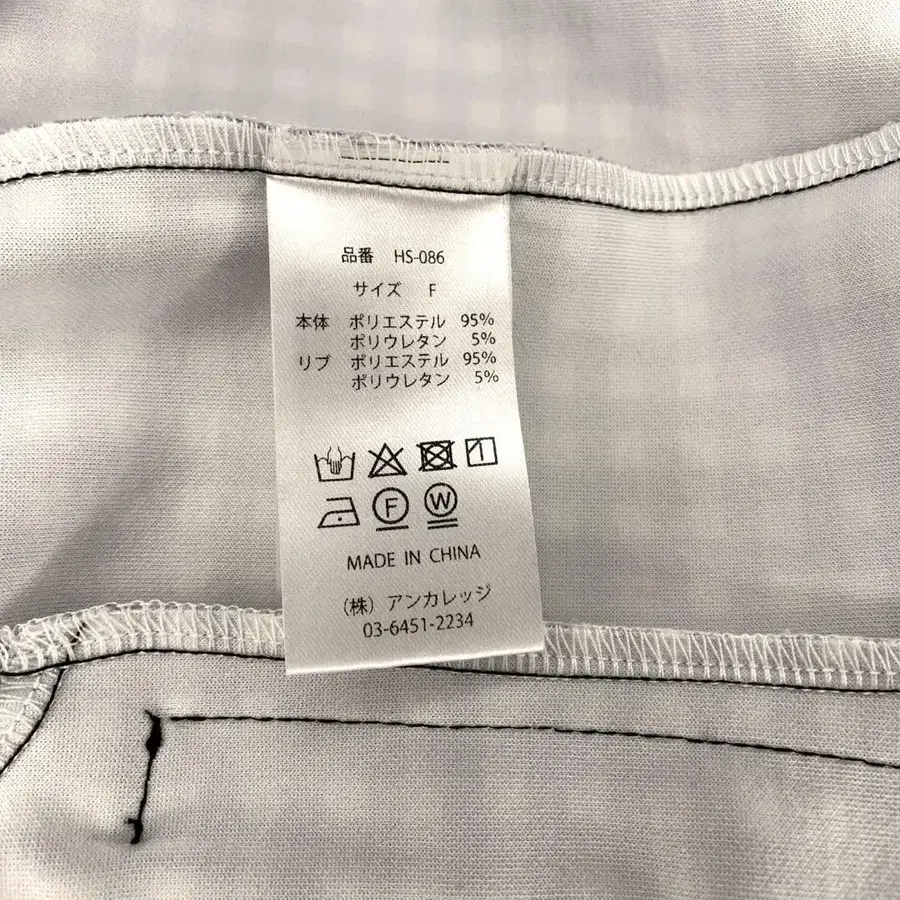 品番 HS-086
サイズ F
本体 ポリエステル 95%
ポリウレタン 5%
リブ ポリエステル 95%
ポリウレタン 5%
F W
MADE IN CHINA
(株) アンカレッジ
03-6451-2234